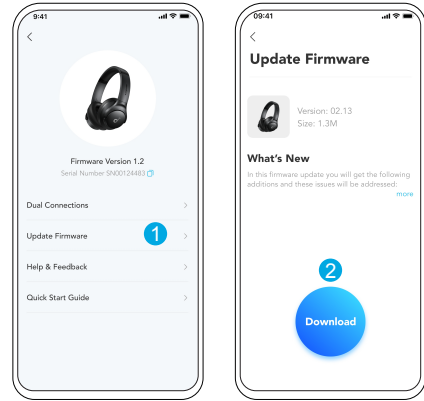 9:41
Firmware Version 1.2
Serial Number SN00124483
Dual Connections
Update Firmware
1
Help & Feedback
Quick Start Guide
09:41
Update Firmware
Version: 02.13
Size: 1.3M
What's New
In this firmware update you will get the following
additions and these issues will be addressed:
more
2
Download